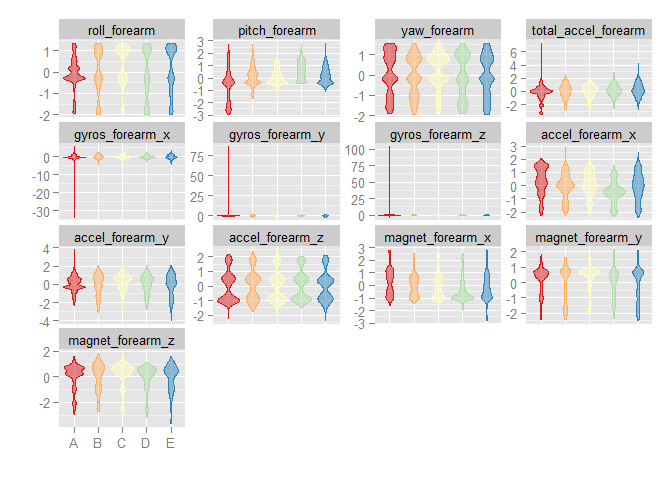 roll_forearm pitch_forearm yaw_forearm total_accel_forearm
1 0 -1 -2
3 2 1 0 -1 -2 -3
1 0 -1 -2
6 4 2 0 -2
gyros_forearm_x gyros_forearm_y gyros_forearm_z accel_forearm_x
0 -10 -20 -30
75 50 25 0
100 75 50 25 0
3 2 1 0 -1 -2
accel_forearm_y accel_forearm_z magnet_forearm_x magnet_forearm_y
4 2 0 -2 -4
2 1 0 -1 -2
3 2 1 0 -1 -2 -3
2 1 0 -1 -2
magnet_forearm_z
2 0 -2
A B C D E